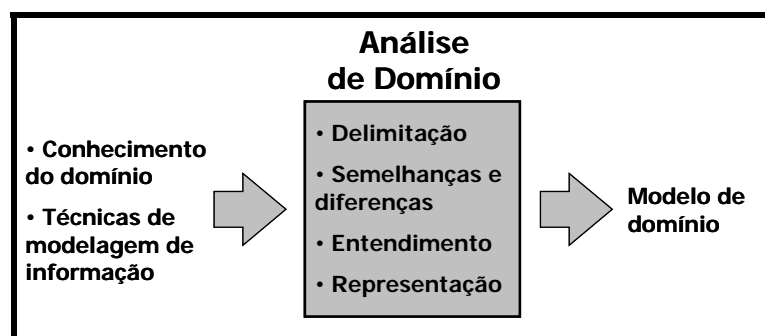 Análise
de Domínio
• Conhecimento
do domínio
• Técnicas de
modelagem de
informação
• Delimitação
• Semelhanças e
diferenças
• Entendimento
• Representação
Modelo de
domínio